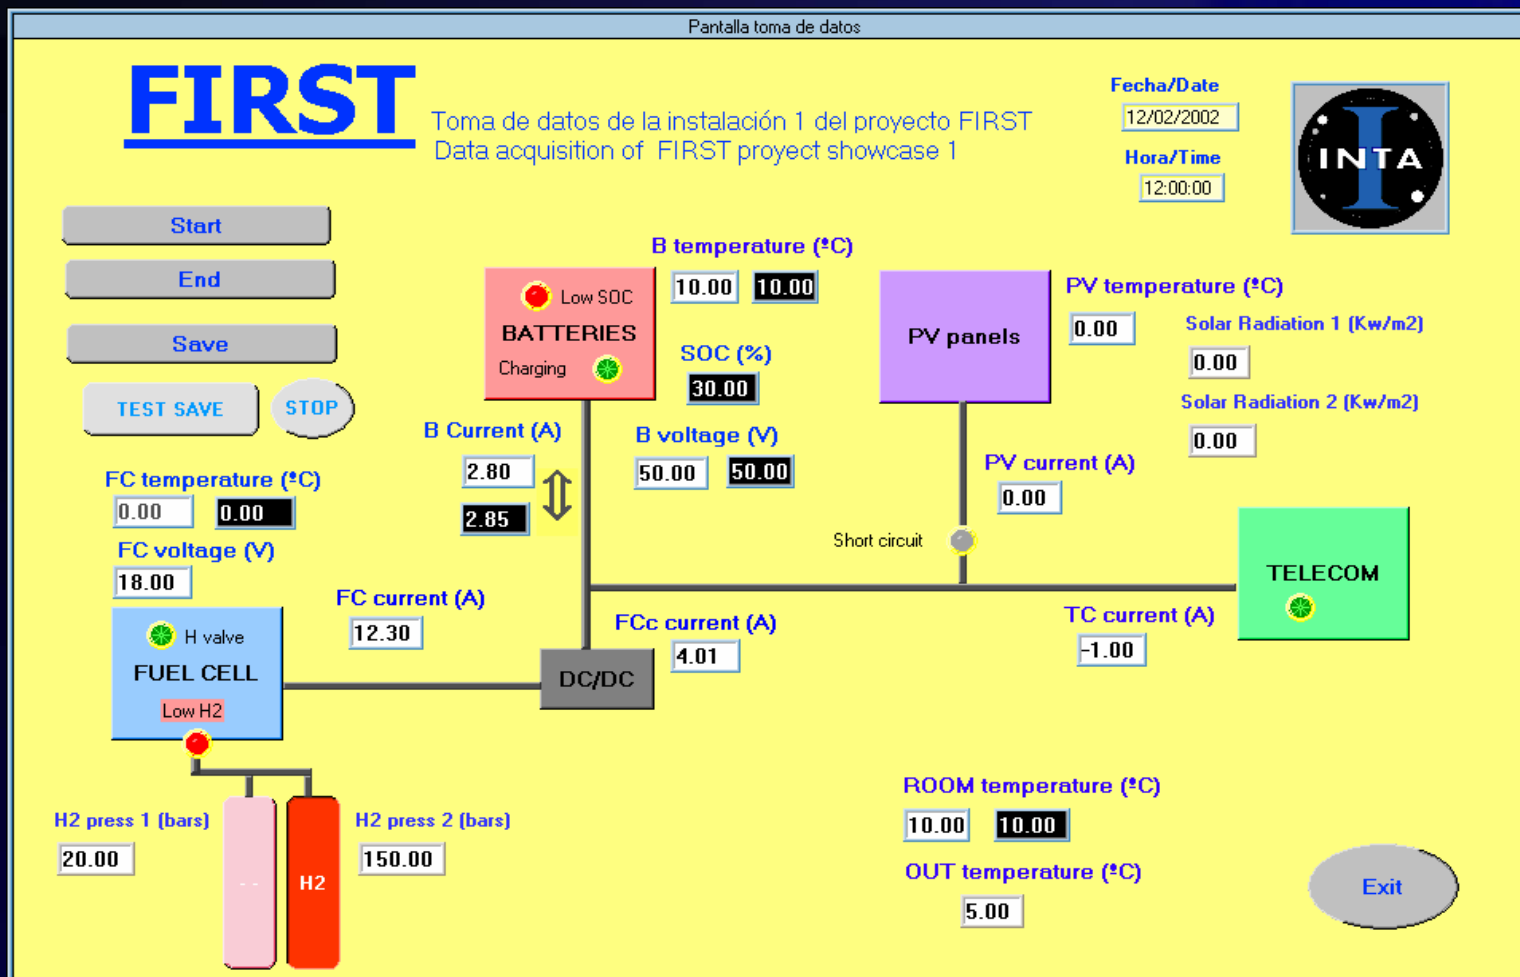 Pantalla toma de datos
FIRST
Toma de datos de la instalación 1 del proyecto FIRST
Data acquisition of FIRST proyect showcase 1
Fecha/Date
12/02/2002
Hora/Time
12:00:00
INTA
I
Start
End
Save
TEST SAVE
STOP
B temperature (ºC)
10.00 10.00
Low SOC
BATTERIES
Charging
SOC (%)
30.00
B Current (A)
2.80
2.85
B voltage (V)
50.00 50.00
PV panels
PV temperature (ºC)
0.00
Solar Radiation 1 (Kw/m2)
0.00
Solar Radiation 2 (Kw/m2)
0.00
PV current (A)
0.00
Short circuit
TELECOM
TC current (A)
-1.00
FC temperature (ºC)
0.00 0.00
FC voltage (V)
18.00
H valve
FUEL CELL
Low H2
FC current (A)
12.30
FCc current (A)
4.01
DC/DC
H2 press 1 (bars)
20.00
--
H2
H2 press 2 (bars)
150.00
ROOM temperature (ºC)
10.00 10.00
OUT temperature (ºC)
5.00
Exit